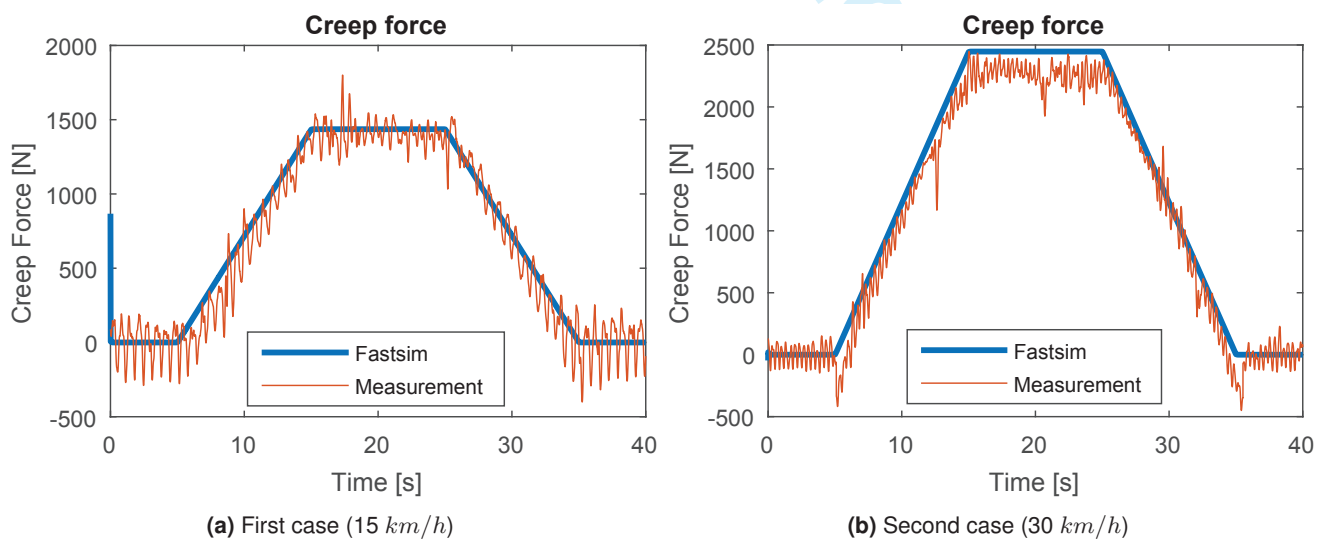 Creep force
2000
1500
1000
500
0
-500
Creep Force [N]
Fastsim
Measurement
0 10 20 30 40
Time [s]
(a) First case (15 km/h)
Creep force
2500
2000
1500
1000
500
0
-500
Creep Force [N]
Fastsim
Measurement
0 10 20 30 40
Time [s]
(b) Second case (30 km/h)